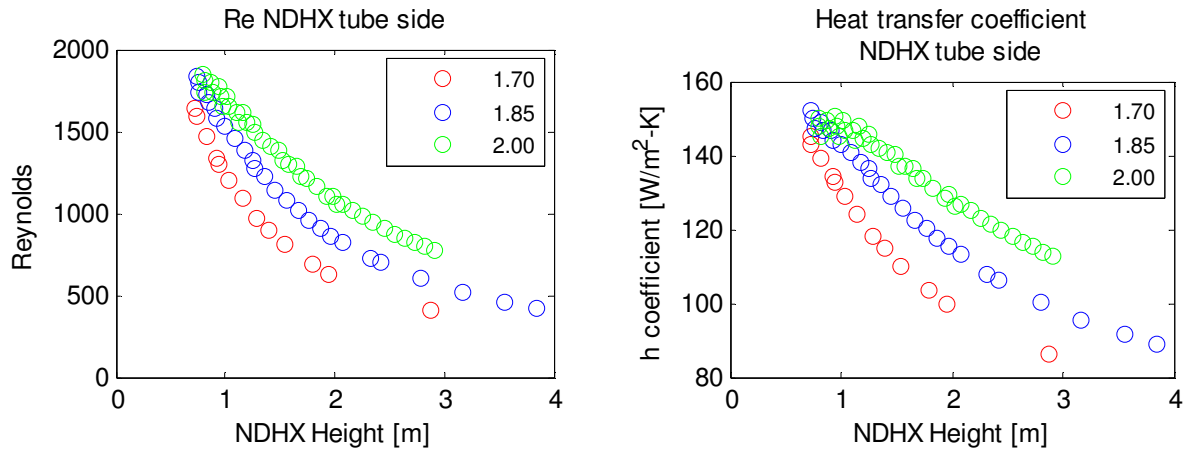 Re NDHX tube side
2000
1500
1000
500
0
Reynolds
0 1 2 3 4
NDHX Height [m]
1.70
1.85
2.00
Heat transfer coefficient
NDHX tube side
160
140
120
100
80
h coefficient [W/m²-K]
0 1 2 3 4
NDHX Height [m]
1.70
1.85
2.00